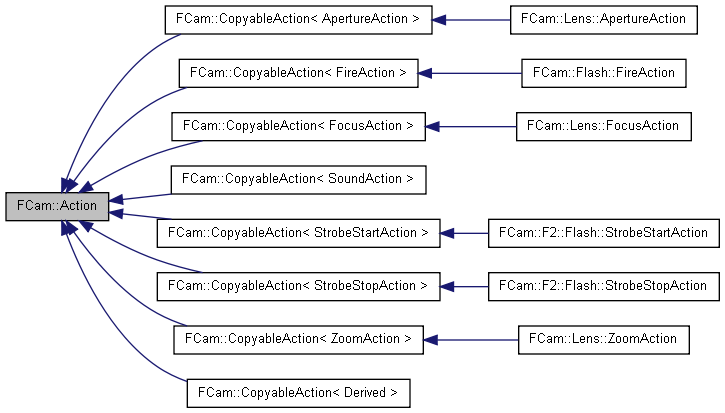 FCam::CopyableAction< ApertureAction >
FCam::Lens::ApertureAction
FCam::CopyableAction< FireAction >
FCam::Flash::FireAction
FCam::CopyableAction< FocusAction >
FCam::Lens::FocusAction
FCam::CopyableAction< SoundAction >
FCam::Action
FCam::CopyableAction< StrobeStartAction >
FCam::F2::Flash::StrobeStartAction
FCam::CopyableAction< StrobeStopAction >
FCam::F2::Flash::StrobeStopAction
FCam::CopyableAction< ZoomAction >
FCam::Lens::ZoomAction
FCam::CopyableAction< Derived >